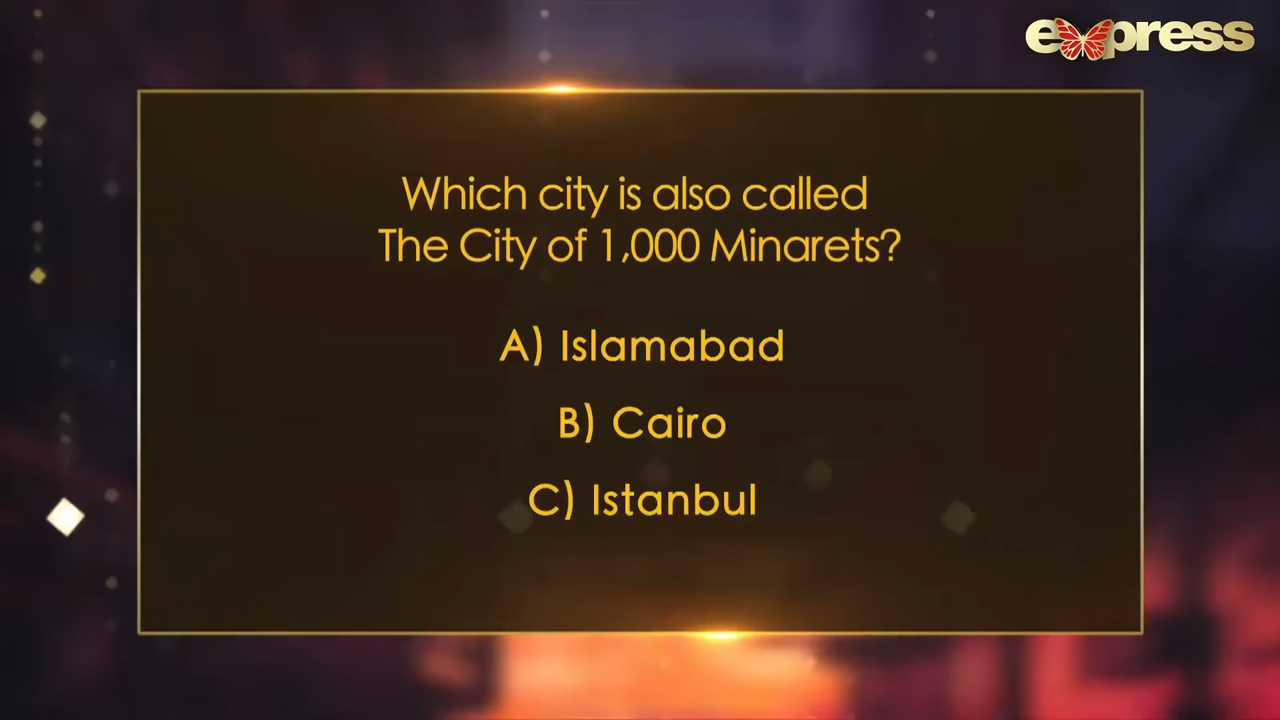 express
Which city is also called
The City of 1,000 Minarets?
A) Islamabad
B) Cairo
C) Istanbul